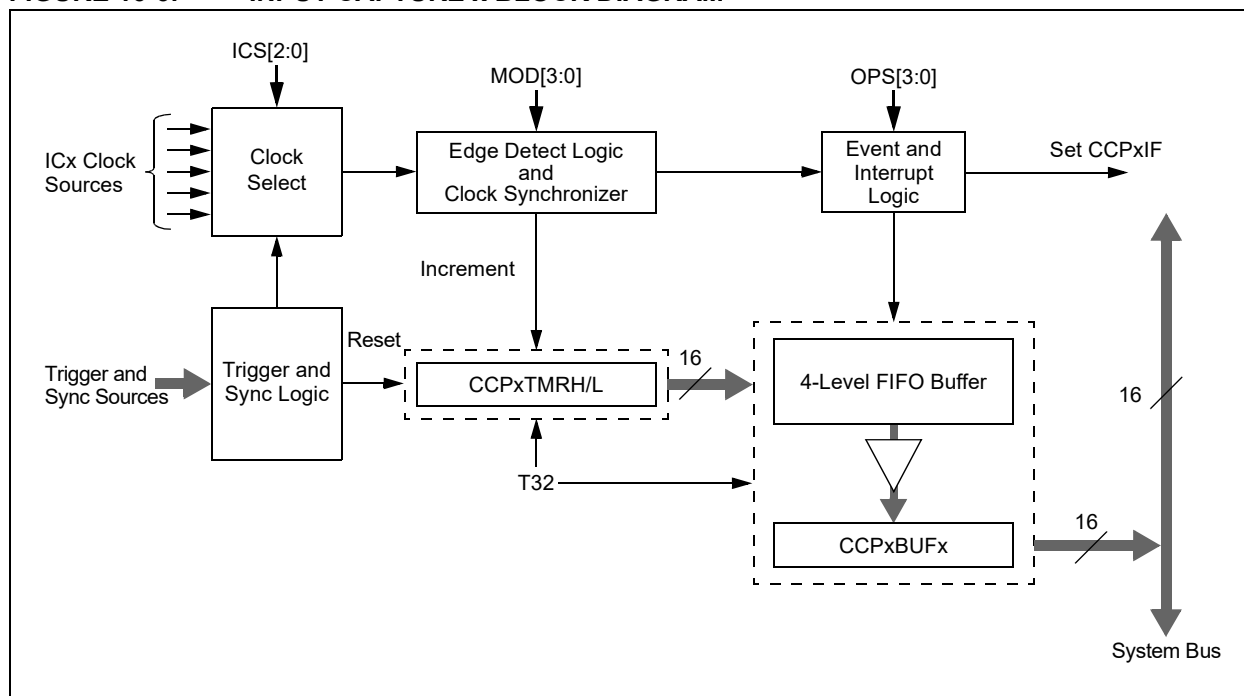 ICS[2:0]
MOD[3:0]
OPS[3:0]
ICx Clock
Sources
Clock
Select
Edge Detect Logic
and
Clock Synchronizer
Event and
Interrupt
Logic
Set CCPxIF
Increment
Reset
Trigger and
Sync Sources
Trigger and
Sync Logic
CCPxTMRH/L
16
4-Level FIFO Buffer
16
T32
CCPxBUFx
16
System Bus